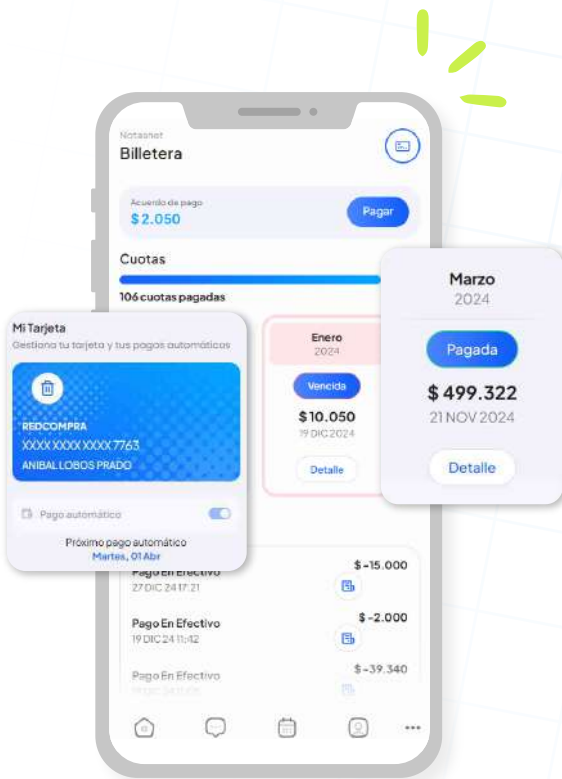 Notasnet
Billetera
Acuerdo de pago
$2.050
Pagar
Cuotas
106 cuotas pagadas
Enero
2024
Vencida
$10.050
19 DIC 2024
Detalle
Marzo
2024
Pagada
$ 499.322
21 NOV 2024
Detalle
Mi Tarjeta
Gestiona tu tarjeta y tus pagos automáticos
REDCOMPRA
XXXX XXXX XXXX 7763
ANIBAL LOBOS PRADO
Pago automático
Próximo pago automático
Martes, 01 Abr
Pago En Efectivo
$ -15.000
27 DIC 24 17:21
Pago En Efectivo
$ -2.000
19 DIC 24 11:42
Pago En Efectivo
$ -39.340